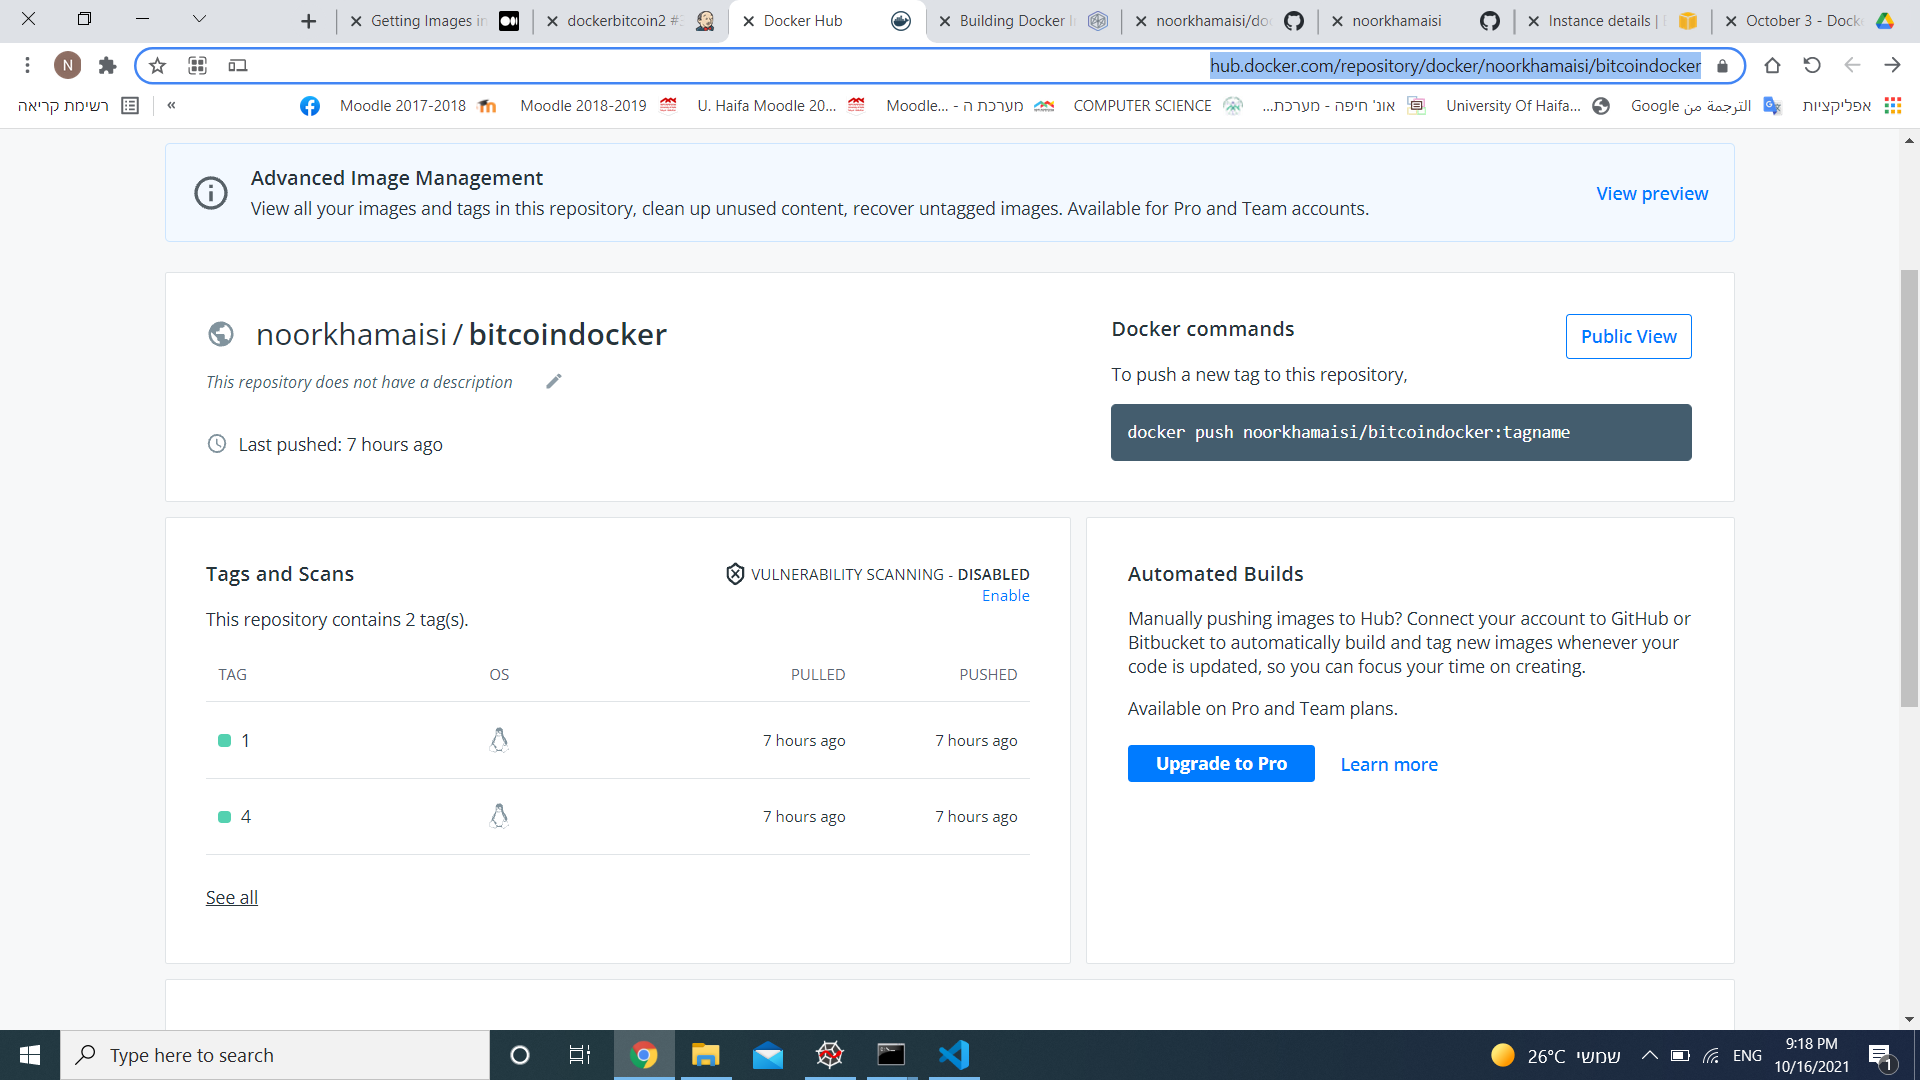 Getting Images in
dockerbitcoin2 #
Docker Hub
Building Docker I
noorkhamaisi/do
noorkhamaisi
Instance details |
October 3 - Dock
N
hub.docker.com/repository/docker/noorkhamaisi/bitcoindocker
רשימת קריאה
«
Moodle 2017-2018
Moodle 2018-2019
U. Haifa Moodle 20...
Moodle... - מערכת ה
COMPUTER SCIENCE
אונ' חיפה - מערכת...
University Of Haifa...
Google الترجمة من
אפליקציות
Advanced Image Management
View all your images and tags in this repository, clean up unused content, recover untagged images. Available for Pro and Team accounts.
View preview
noorkhamaisi / bitcoindocker
This repository does not have a description
Last pushed: 7 hours ago
Docker commands
Public View
To push a new tag to this repository,
docker push noorkhamaisi/bitcoindocker:tagname
Tags and Scans
VULNERABILITY SCANNING - DISABLED
Enable
This repository contains 2 tag(s).
TAG OS PULLED PUSHED
1 7 hours ago 7 hours ago
4 7 hours ago 7 hours ago
See all
Automated Builds
Manually pushing images to Hub? Connect your account to GitHub or
Bitbucket to automatically build and tag new images whenever your
code is updated, so you can focus your time on creating.
Available on Pro and Team plans.
Upgrade to Pro
Learn more
Type here to search
26°C שמשי
ENG
9:18 PM
10/16/2021
1